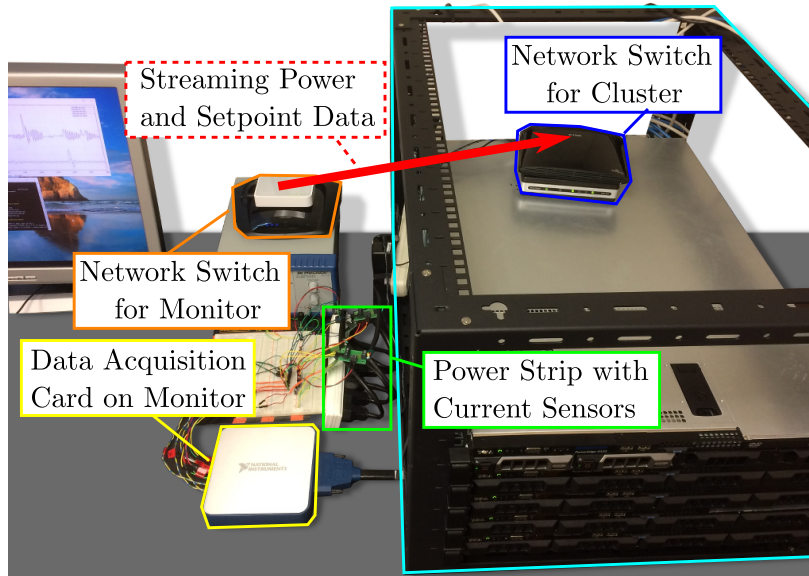 Streaming Power
and Setpoint Data
Network Switch
for Cluster
Network Switch
for Monitor
Data Acquisition
Card on Monitor
Power Strip with
Current Sensors
NATIONAL
INSTRUMENTS